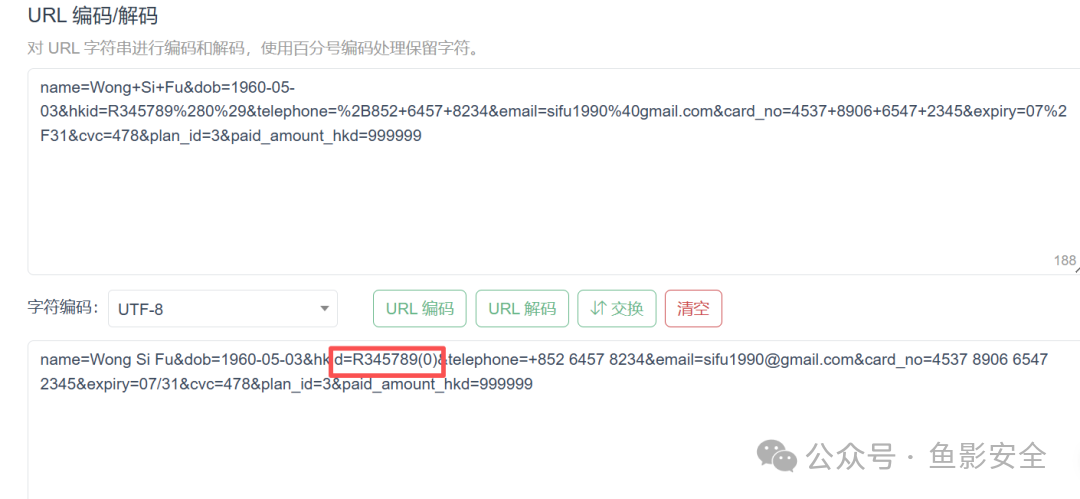 URL 编码/解码
对 URL 字符串进行编码和解码，使用百分号编码处理保留字符。
name=Wong+Si+Fu&dob=1960-05-
03&hkid=R345789%280%29&telephone=%2B852+6457+8234&email=sifu1990%40gmail.com&card_no=4537+8906+6547+2345&expiry=07%2
F31&cvc=478&plan_id=3&paid_amount_hkd=999999
188
字符编码： UTF-8 URL 编码 URL 解码 交换 清空
name=Wong Si Fu&dob=1960-05-03&hkid=R345789(0)&telephone=+852 6457 8234&email=sifu1990@gmail.com&card_no=4537 8906 6547
2345&expiry=07/31&cvc=478&plan_id=3&paid_amount_hkd=999999
公众号 · 鱼影安全